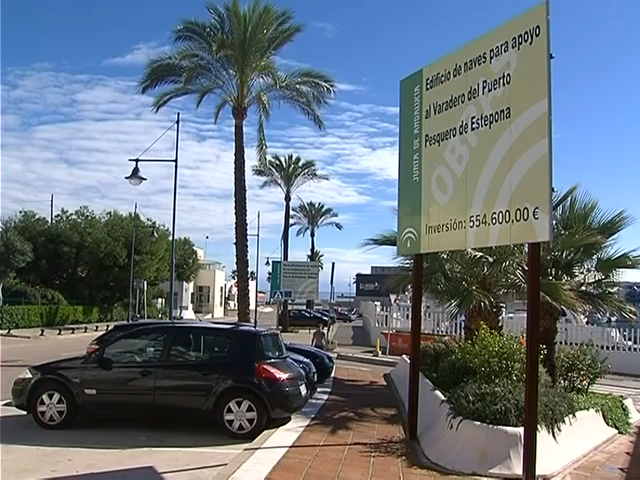 JUNTA DE ANDALUCIA
Edificio de naves para apoyo
al Varadero del Puerto
Pesquero de Estepona
OBRAS
Inversión: 554.600,00 €